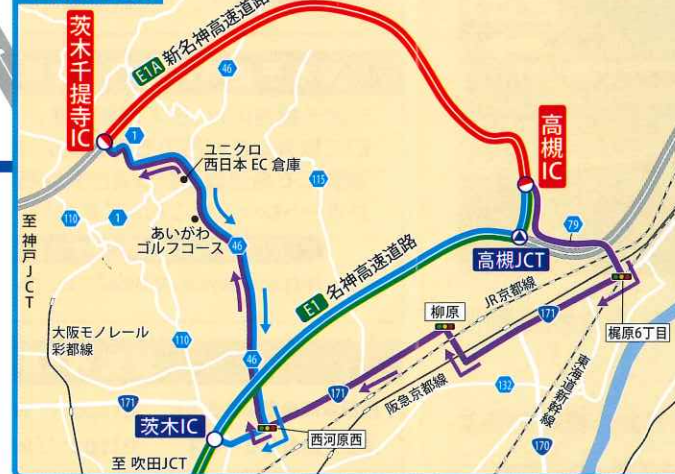 茨木千提寺IC
E1A 新名神高速道路
46
1
ユニクロ
西日本 EC 倉庫
115
高槻IC
110
1
あいがわ
ゴルフコース
46
79
至神戸JCT
E1 名神高速道路
高槻JCT
JR京都線
柳原
171
梶原6丁目
大阪モノレール
彩都線
110
46
171
阪急京都線
132
東海道新幹線
171
茨木IC
西河原西
170
至 吹田JCT